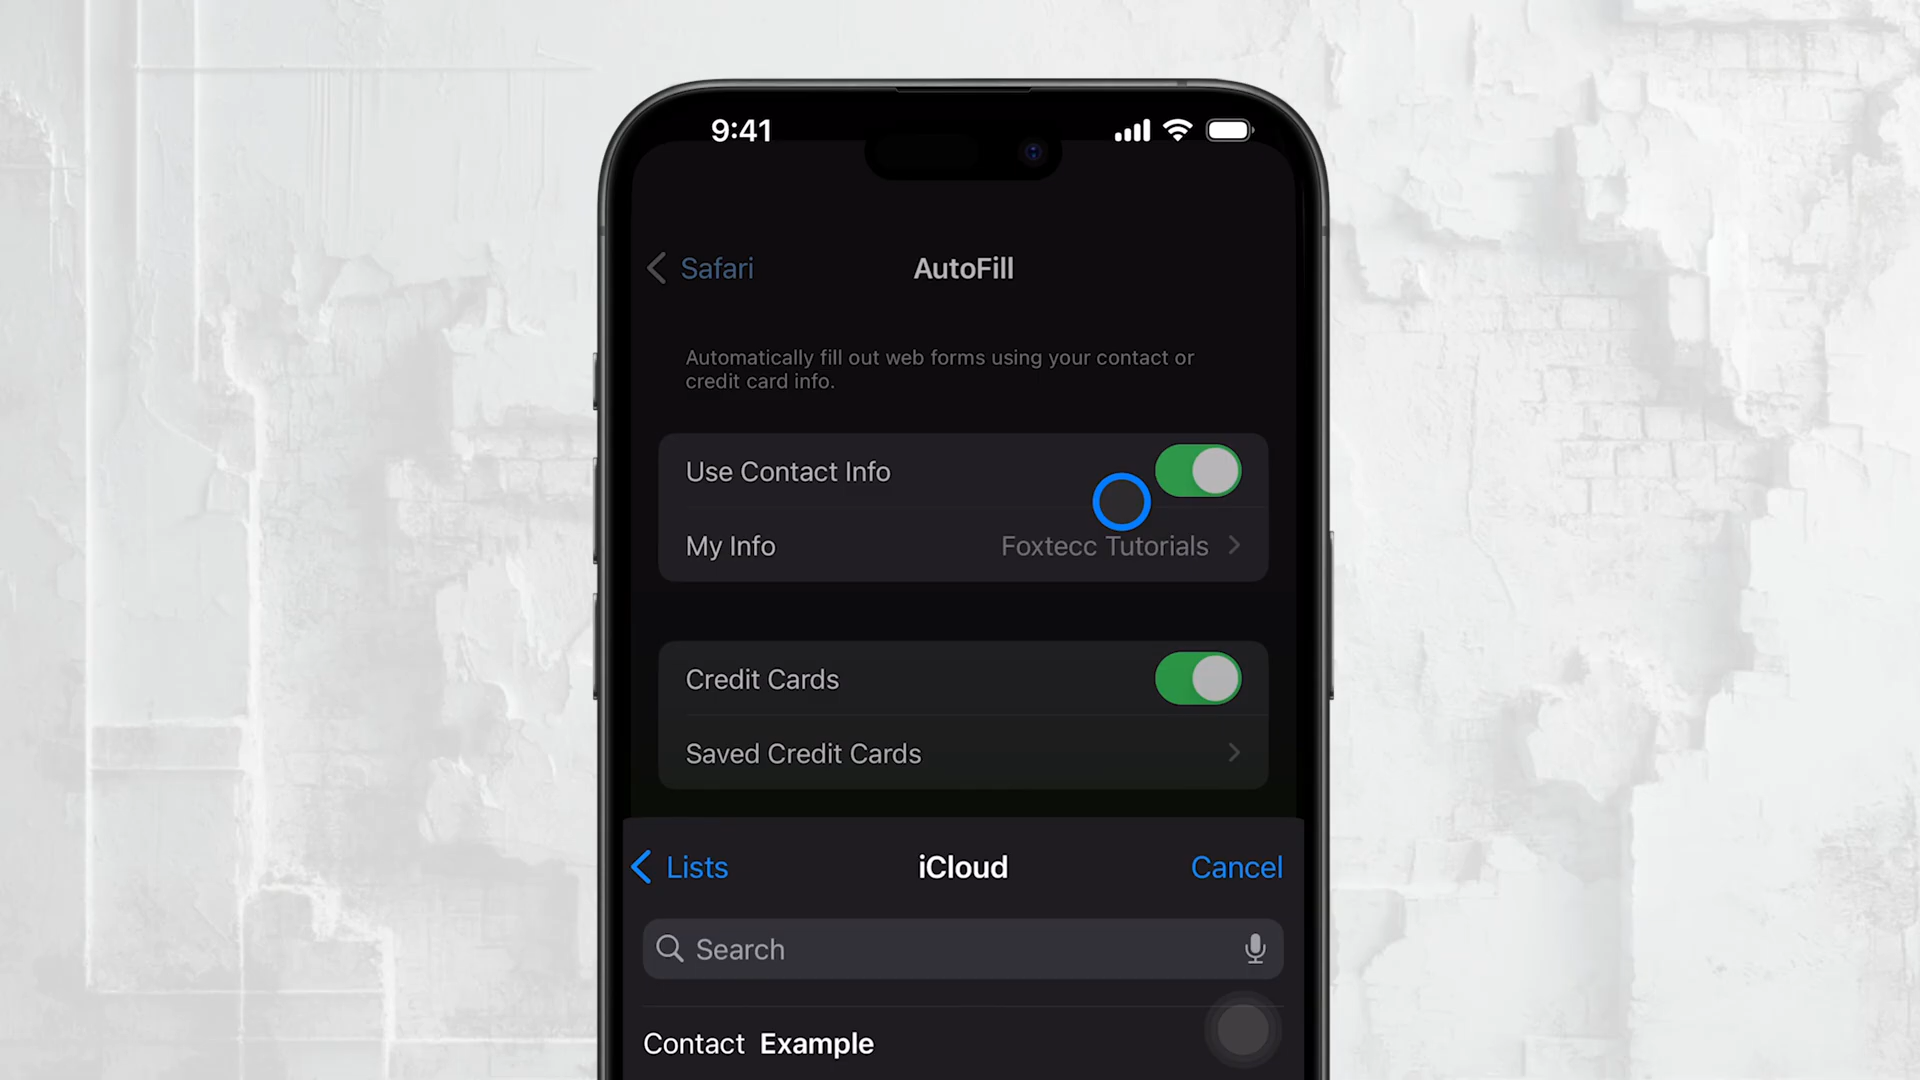 9:41
Safari
AutoFill
Automatically fill out web forms using your contact or
credit card info.
Use Contact Info
My Info Foxtecc Tutorials
Credit Cards
Saved Credit Cards
Lists iCloud Cancel
Search
Contact Example